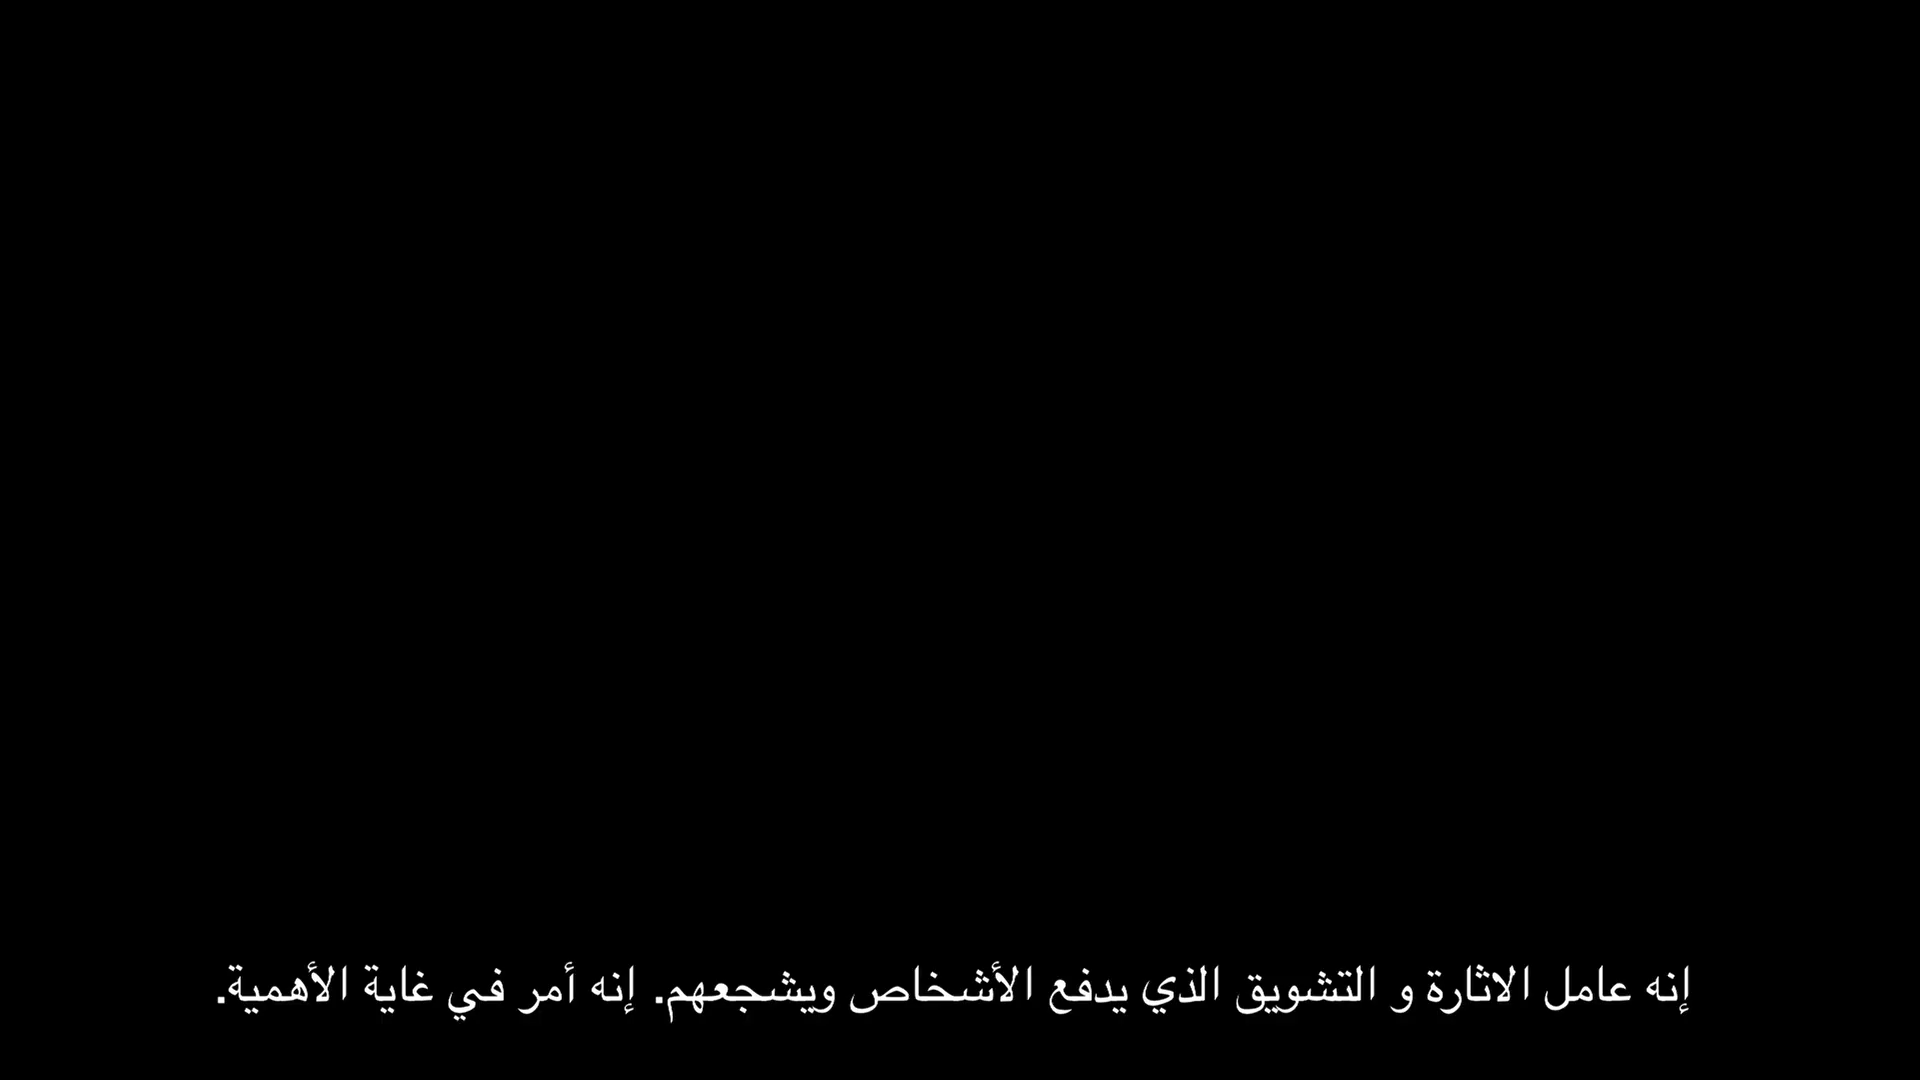 إنه عامل الاثارة و التشويق الذي يدفع الأشخاص ويشجعهم. إنه أمر في غاية الأهمية.